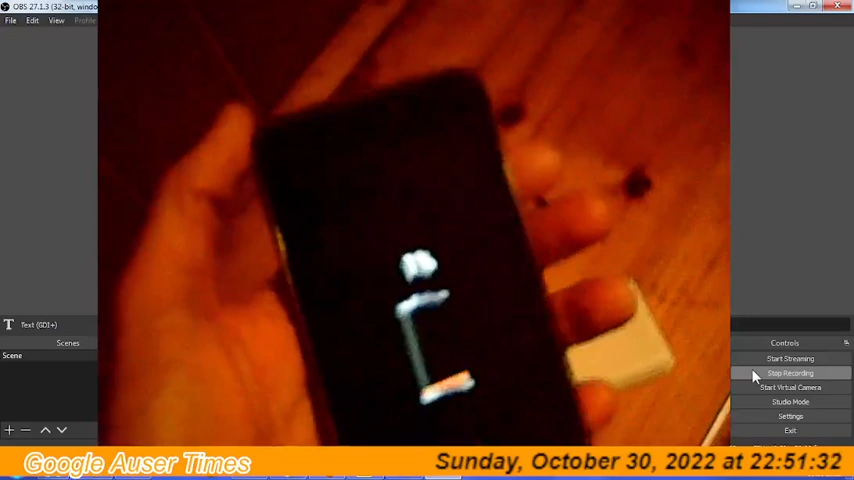 OBS 27.1.3 (32-bit, windo
File Edit View Profile
T Text (GDI+)
Scenes
Scene
Controls
Start Streaming
Stop Recording
Start Virtual Camera
Studio Mode
Settings
Exit
Google Auser Times
Sunday, October 30, 2022 at 22:51:32